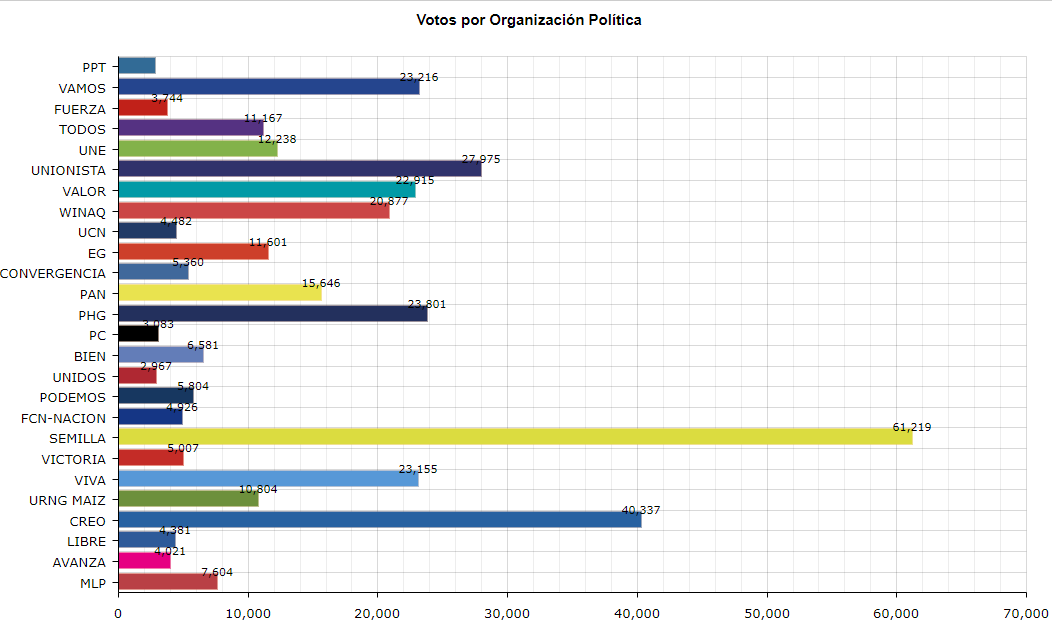 Votos por Organización Política
PPT
VAMOS 23,216
FUERZA 3,744
TODOS 11,167
UNE 12,238
UNIONISTA 27,975
VALOR 22,915
WINAQ 20,877
UCN 4,482
EG 11,601
CONVERGENCIA 5,360
PAN 15,646
PHG 23,801
PC 3,083
BIEN 6,581
UNIDOS 2,967
PODEMOS 5,804
FCN-NACION 4,926
SEMILLA 61,219
VICTORIA 5,007
VIVA 23,155
URNG MAIZ 10,804
CREO 40,337
LIBRE 4,381
AVANZA 4,021
MLP 7,604
0 10,000 20,000 30,000 40,000 50,000 60,000 70,000